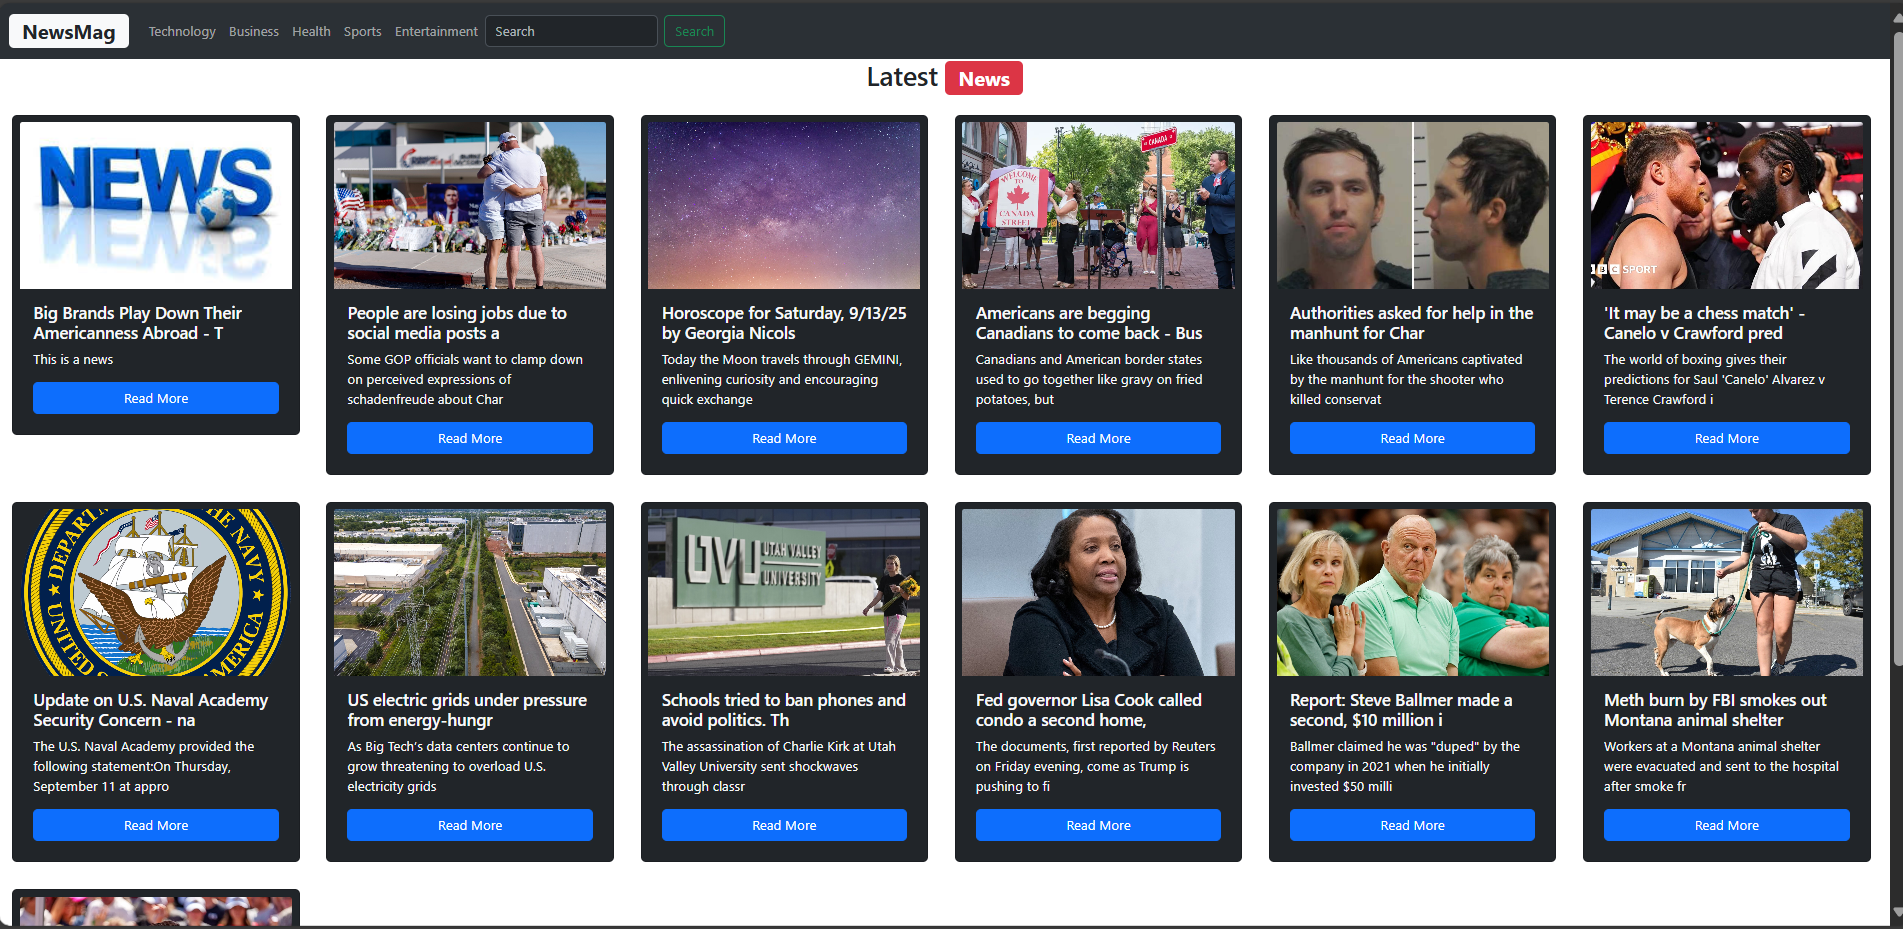 NewsMag Technology Business Health Sports Entertainment Search Search
Latest News
NEWS
Big Brands Play Down Their
Americanness Abroad - T
This is a news
Read More
People are losing jobs due to
social media posts a
Some GOP officials want to clamp down
on perceived expressions of
schadenfreude about Char
Read More
Horoscope for Saturday, 9/13/25
by Georgia Nicols
Today the Moon travels through GEMINI,
enlivening curiosity and encouraging
quick exchange
Read More
CANADA
WELCOME
TO
CANADA
STREET
Americans are begging
Canadians to come back - Bus
Canadians and American border states
used to go together like gravy on fried
potatoes, but
Read More
Authorities asked for help in the
manhunt for Char
Like thousands of Americans captivated
by the manhunt for the shooter who
killed conservat
Read More
BBC SPORT
'It may be a chess match' -
Canelo v Crawford pred
The world of boxing gives their
predictions for Saul 'Canelo' Alvarez v
Terence Crawford i
Read More
DEPARTM THE NAVY
UNITED S MERICA
Update on U.S. Naval Academy
Security Concern - na
The U.S. Naval Academy provided the
following statement:On Thursday,
September 11 at appro
Read More
US electric grids under pressure
from energy-hungr
As Big Tech's data centers continue to
grow threatening to overload U.S.
electricity grids
Read More
UVU UTAH VALLEY
UNIVERSITY
Schools tried to ban phones and
avoid politics. Th
The assassination of Charlie Kirk at Utah
Valley University sent shockwaves
through classr
Read More
Fed governor Lisa Cook called
condo a second home,
The documents, first reported by Reuters
on Friday evening, come as Trump is
pushing to fi
Read More
Report: Steve Ballmer made a
second, $10 million i
Ballmer claimed he was "duped" by the
company in 2021 when he initially
invested $50 milli
Read More
Meth burn by FBI smokes out
Montana animal shelter
Workers at a Montana animal shelter
were evacuated and sent to the hospital
after smoke fr
Read More